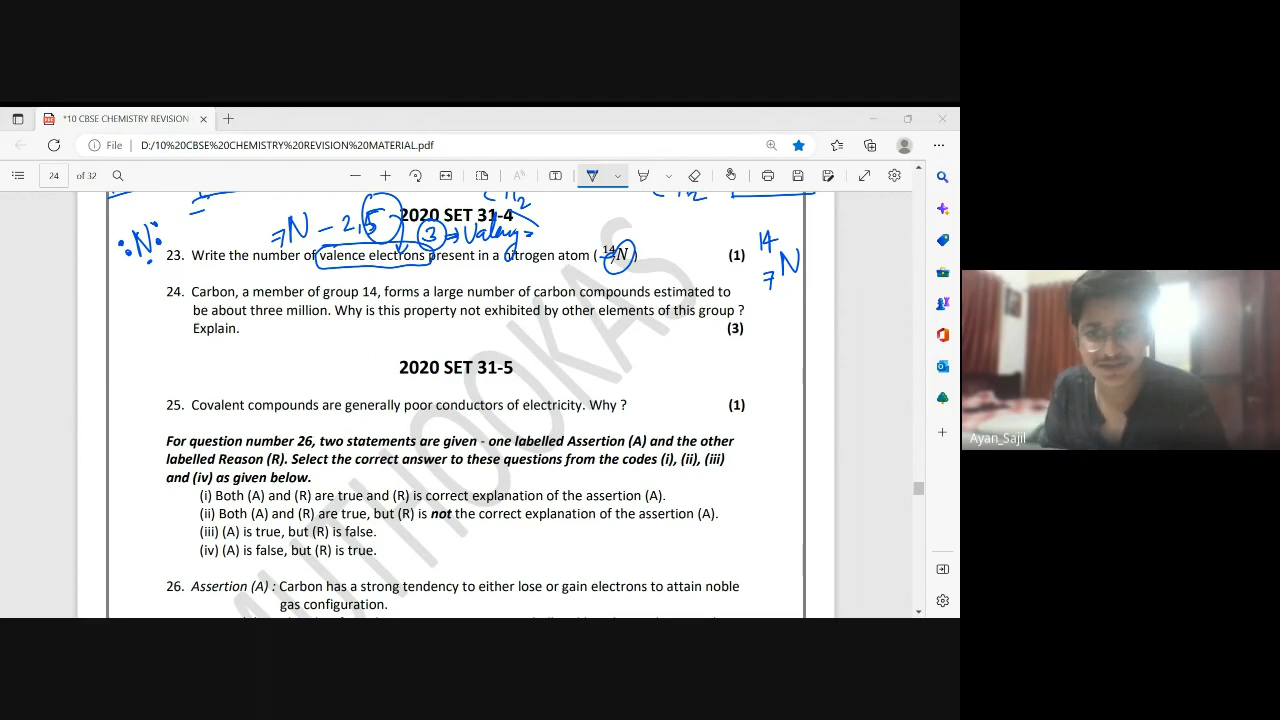 *10 CBSE CHEMISTRY REVISION
File D:/10%20CBSE%20CHEMISTRY%20REVISION%20MATERIAL.pdf
24 of 32
2020 SET 31-4
7N - 2,5
3 ⇒ Valency
N
23. Write the number of valence electrons present in a nitrogen atom (14 7N) (1)
14
7 N
24. Carbon, a member of group 14, forms a large number of carbon compounds estimated to
be about three million. Why is this property not exhibited by other elements of this group ?
Explain. (3)
2020 SET 31-5
25. Covalent compounds are generally poor conductors of electricity. Why ? (1)
For question number 26, two statements are given - one labelled Assertion (A) and the other
labelled Reason (R). Select the correct answer to these questions from the codes (i), (ii), (iii)
and (iv) as given below.
(i) Both (A) and (R) are true and (R) is correct explanation of the assertion (A).
(ii) Both (A) and (R) are true, but (R) is not the correct explanation of the assertion (A).
(iii) (A) is true, but (R) is false.
(iv) (A) is false, but (R) is true.
26. Assertion (A) : Carbon has a strong tendency to either lose or gain electrons to attain noble
gas configuration.
Ayan_Sajil